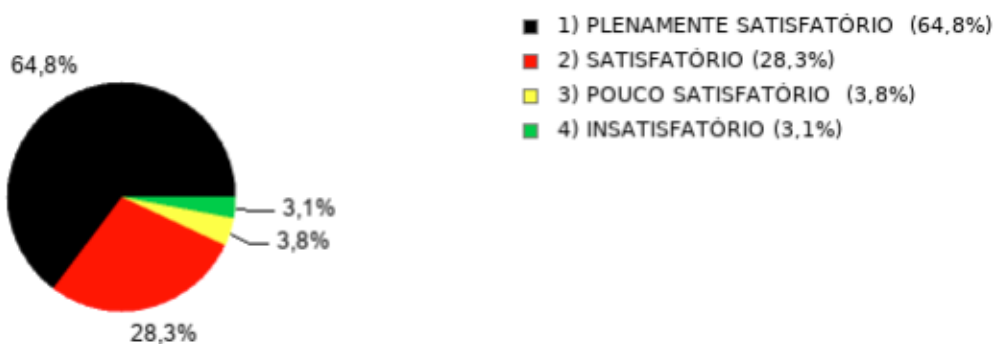 64,8%
3,1%
3,8%
28,3%
1) PLENAMENTE SATISFATÓRIO (64,8%)
2) SATISFATÓRIO (28,3%)
3) POUCO SATISFATÓRIO (3,8%)
4) INSATISFATÓRIO (3,1%)